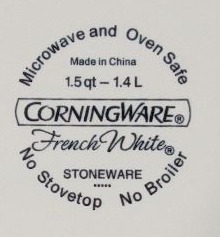 Microwave and Oven Safe
Made in China
1.5 qt – 1.4 L
CORNINGWARE®
French White®
STONEWARE
No Stovetop No Broiler